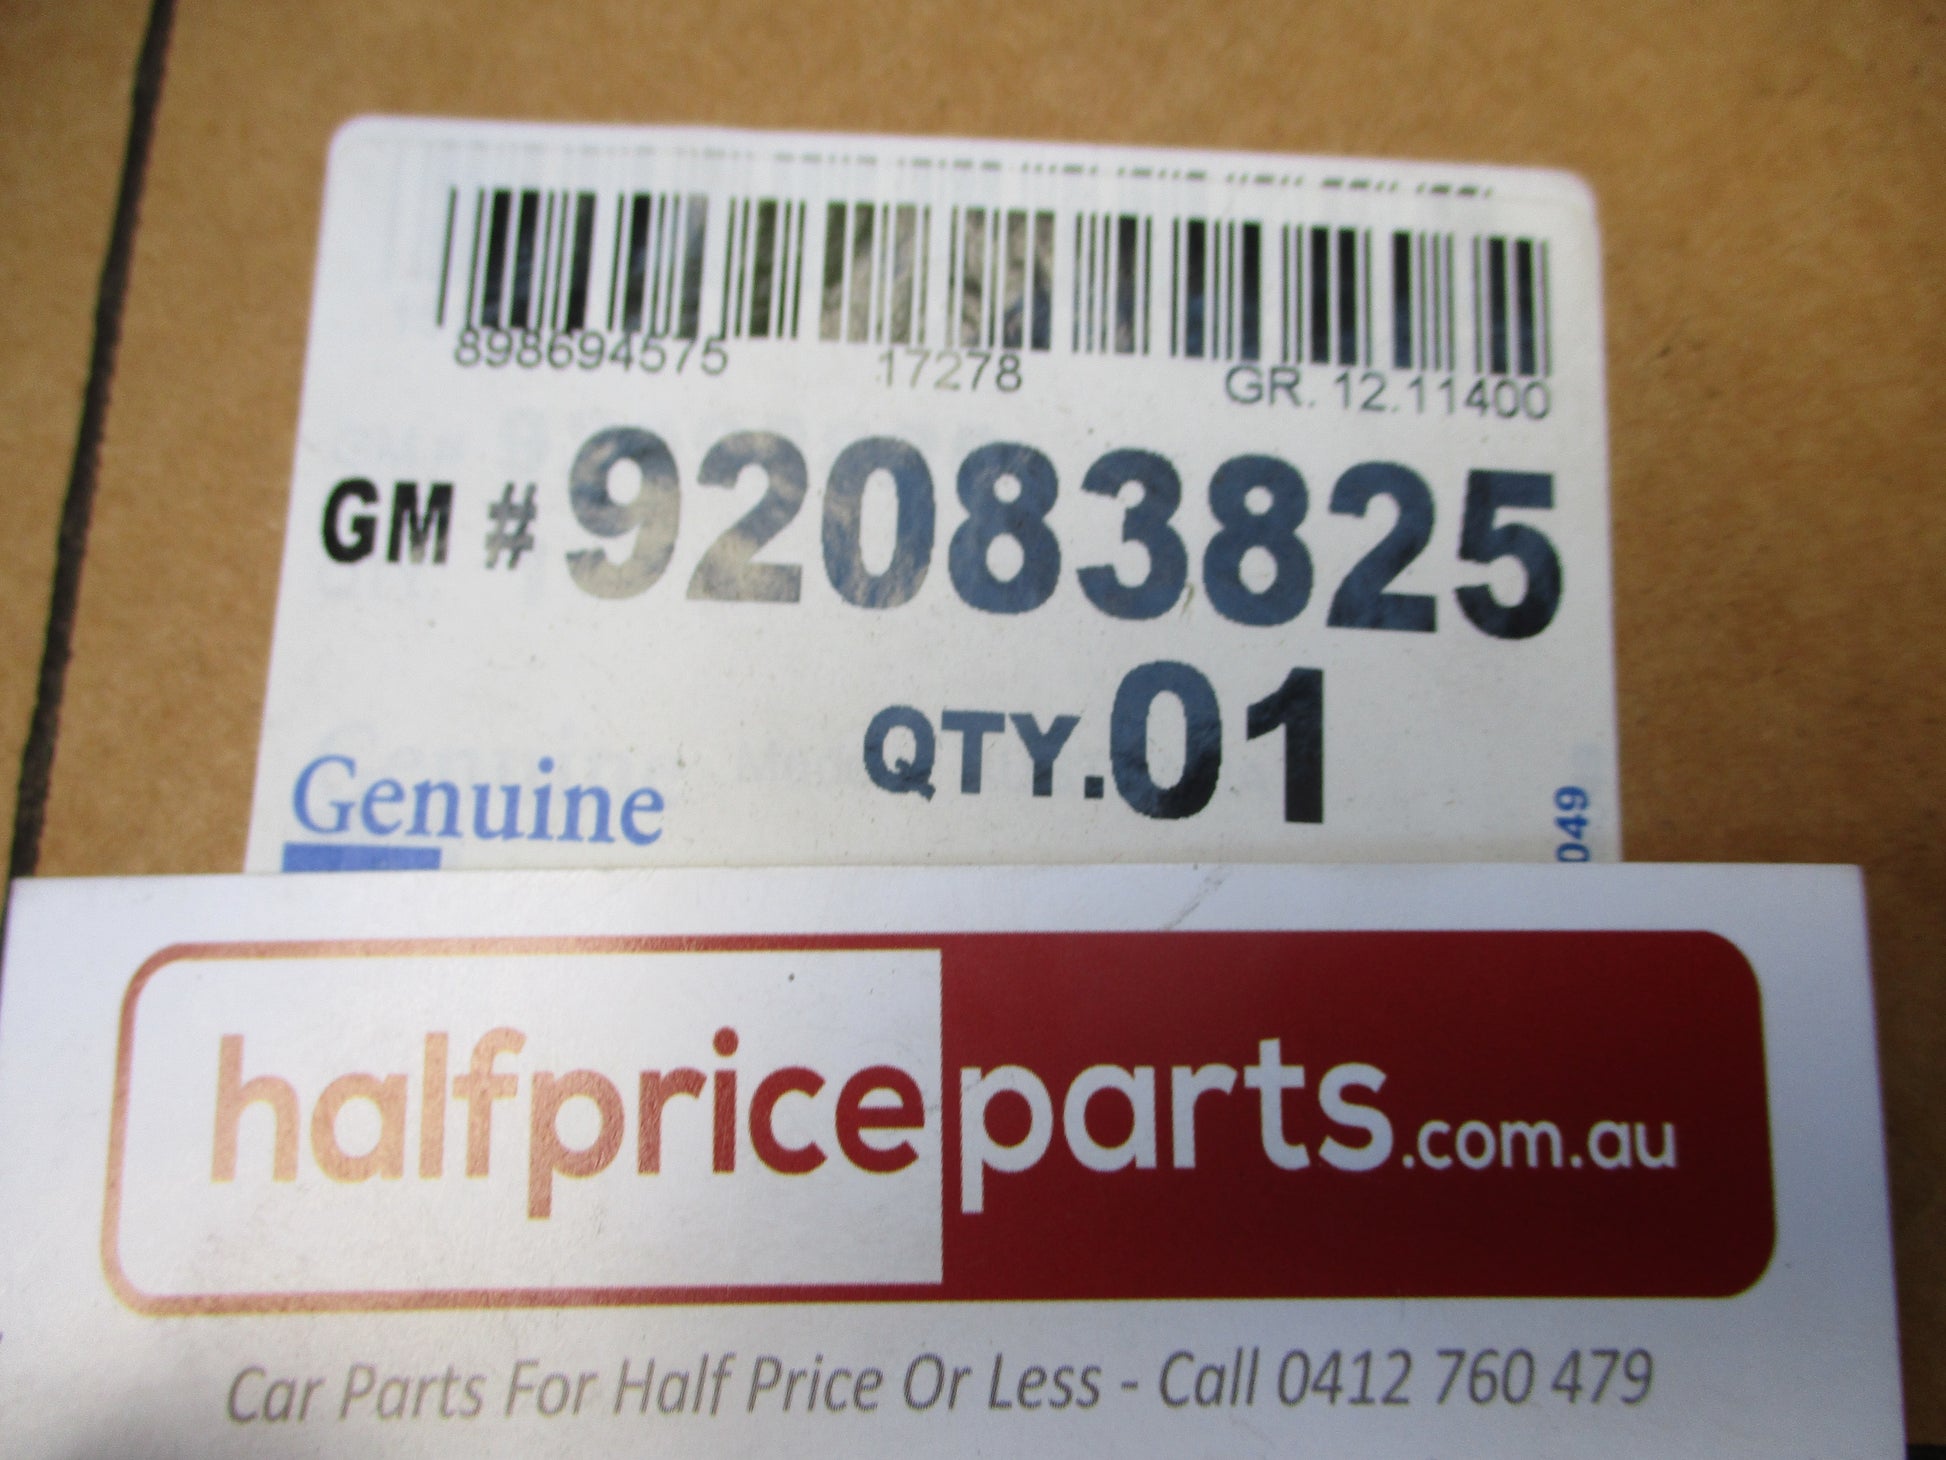 898694575 17278 GR. 12.11400
GM # 92083825
QTY. 01
Genuine
049
halfpriceparts.com.au
Car Parts For Half Price Or Less - Call 0412 760 479